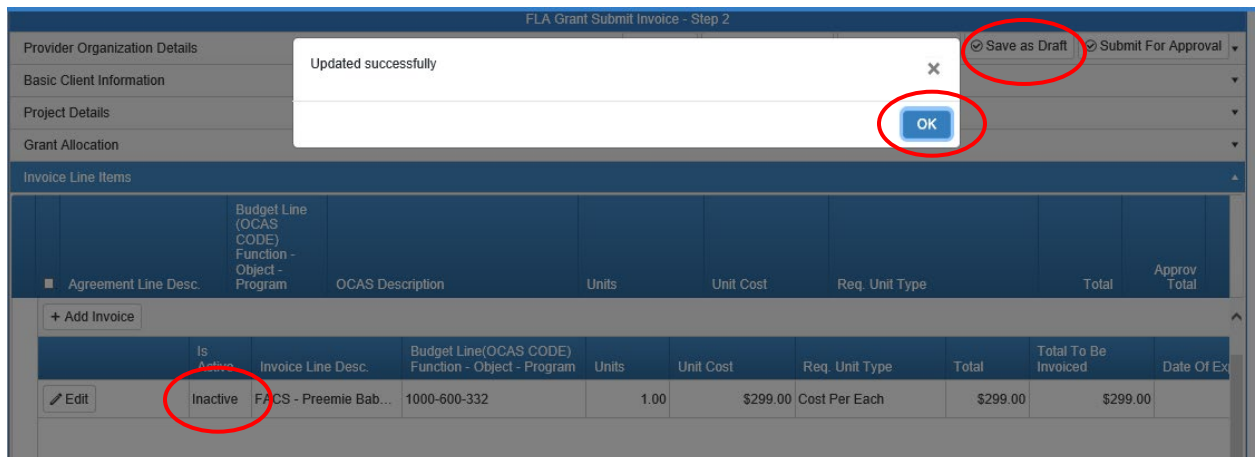 FLA Grant Submit Invoice - Step 2
Provider Organization Details
Save as Draft
Submit For Approval
Updated successfully
×
OK
Basic Client Information
Project Details
Grant Allocation
Invoice Line Items
Agreement Line Desc.
Budget Line
(OCAS
CODE)
Function -
Object -
Program
OCAS Description
Units
Unit Cost
Req. Unit Type
Total
Approv
Total
+ Add Invoice
Is
Active
Invoice Line Desc.
Budget Line(OCAS CODE)
Function - Object - Program
Units
Unit Cost
Req. Unit Type
Total
Total To Be
Invoiced
Date Of Ex
Edit
Inactive
FACS - Preemie Bab...
1000-600-332
1.00
$299.00
Cost Per Each
$299.00
$299.00